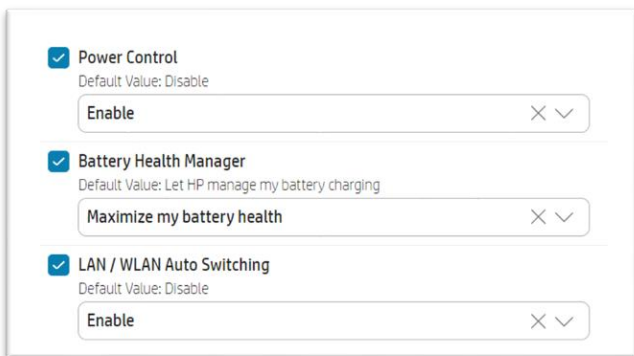 Power Control
Default Value: Disable
Enable
Battery Health Manager
Default Value: Let HP manage my battery charging
Maximize my battery health
LAN / WLAN Auto Switching
Default Value: Disable
Enable